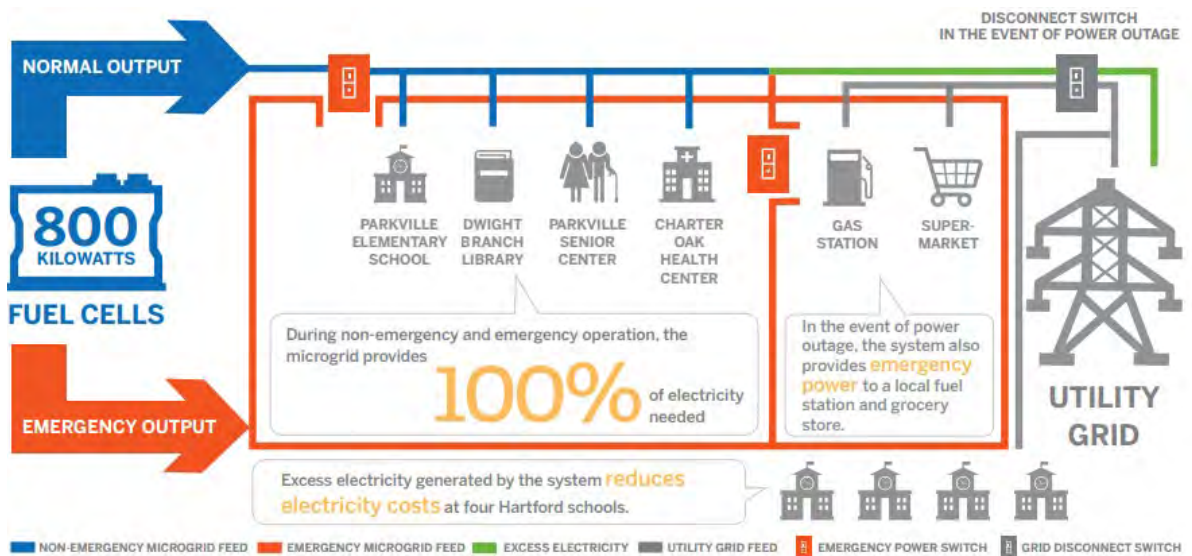 DISCONNECT SWITCH
IN THE EVENT OF POWER OUTAGE
NORMAL OUTPUT
800
KILOWATTS
FUEL CELLS
EMERGENCY OUTPUT
PARKVILLE
ELEMENTARY
SCHOOL
DWIGHT
BRANCH
LIBRARY
PARKVILLE
SENIOR
CENTER
CHARTER
OAK
HEALTH
CENTER
GAS
STATION
SUPER-
MARKET
During non-emergency and emergency operation, the
microgrid provides
100%
of electricity
needed
In the event of power
outage, the system also
provides emergency
power to a local fuel
station and grocery
store.
UTILITY
GRID
Excess electricity generated by the system reduces
electricity costs at four Hartford schools.
NON-EMERGENCY MICROGRID FEED
EMERGENCY MICROGRID FEED
EXCESS ELECTRICITY
UTILITY GRID FEED
EMERGENCY POWER SWITCH
GRID DISCONNECT SWITCH